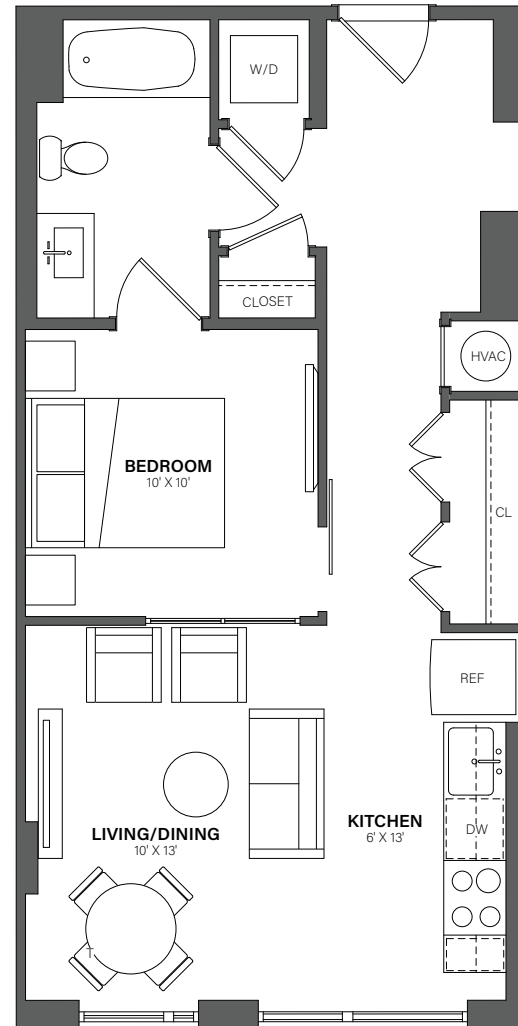 W/D
CLOSET
HVAC
BEDROOM
10' X 10'
CL
REF
KITCHEN
6' X 13'
DW
LIVING/DINING
10' X 13'
T